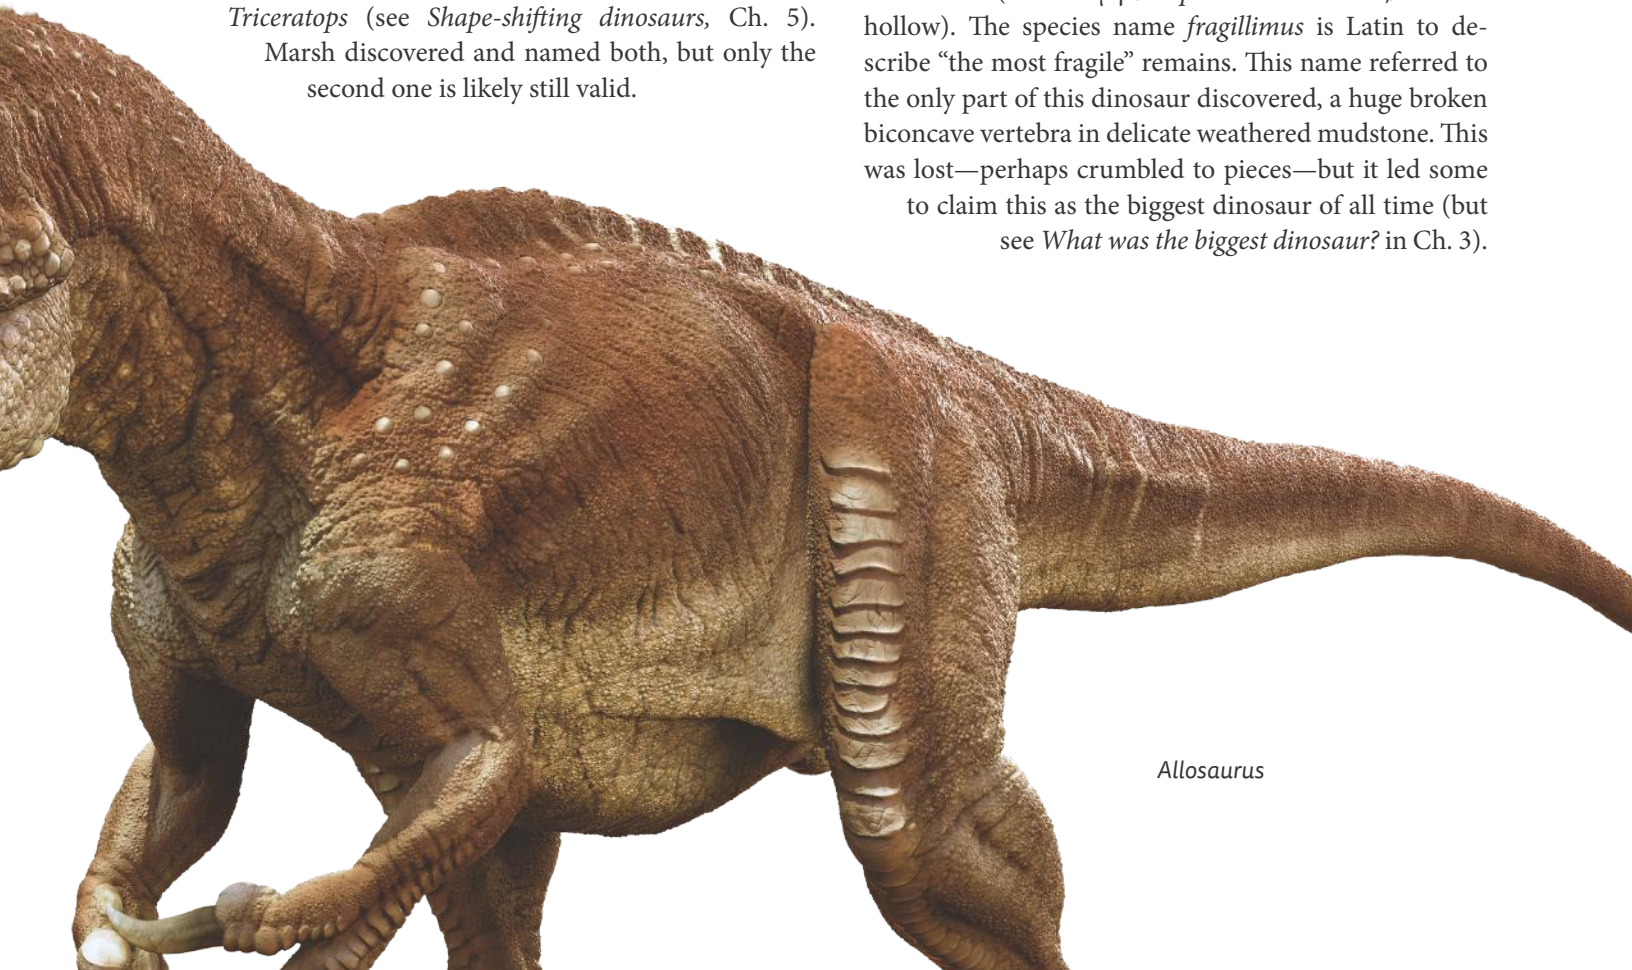 Triceratops (see Shape-shifting dinosaurs, Ch. 5).
Marsh discovered and named both, but only the
second one is likely still valid.
hollow). The species name fragillimus is Latin to de-
scribe “the most fragile” remains. This name referred to
the only part of this dinosaur discovered, a huge broken
biconcave vertebra in delicate weathered mudstone. This
was lost—perhaps crumbled to pieces—but it led some
to claim this as the biggest dinosaur of all time (but
see What was the biggest dinosaur? in Ch. 3).
Allosaurus